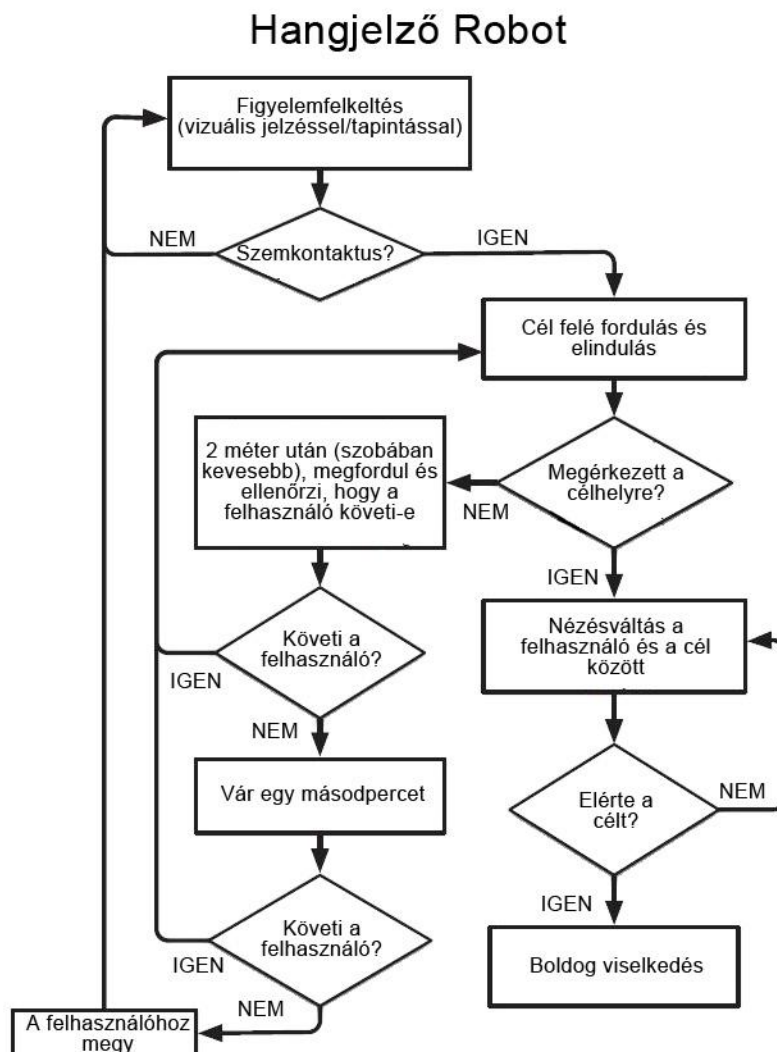 Hangjelző Robot
Figyelemfelkeltés
(vizuális jelzéssel/tapintással)
NEM
Szemkontaktus?
IGEN
Cél felé fordulás és
elindulás
2 méter után (szobában
kevesebb), megfordul és
ellenőrzi, hogy a
felhasználó követi-e
NEM
Megérkezett a
célhelyre?
IGEN
Követi a
felhasználó?
IGEN
NEM
Nézésváltás a
felhasználó és a cél
között
Vár egy másodpercet
Elérte a
célt?
NEM
IGEN
Követi a
felhasználó?
IGEN
NEM
Boldog viselkedés
A felhasználóhoz
megy